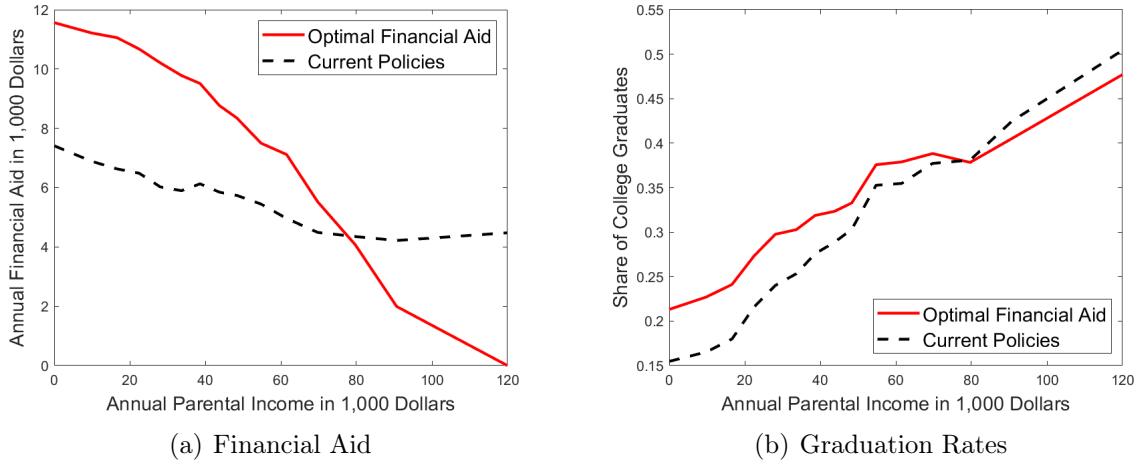 12
10
8
6
4
2
0
Annual Financial Aid in 1,000 Dollars
Optimal Financial Aid
Current Policies
0 20 40 60 80 100 120
Annual Parental Income in 1,000 Dollars
(a) Financial Aid
0.55
0.5
0.45
0.4
0.35
0.3
0.25
0.2
0.15
Share of College Graduates
Optimal Financial Aid
Current Policies
0 20 40 60 80 100 120
Annual Parental Income in 1,000 Dollars
(b) Graduation Rates